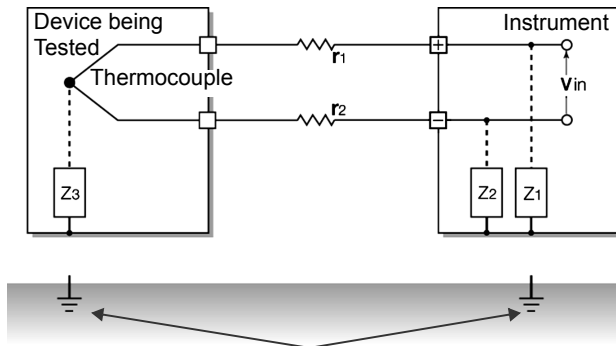 Device being
Tested
Thermocouple
Z3
r1
r2
Instrument
+
−
Vin
Z2
Z1